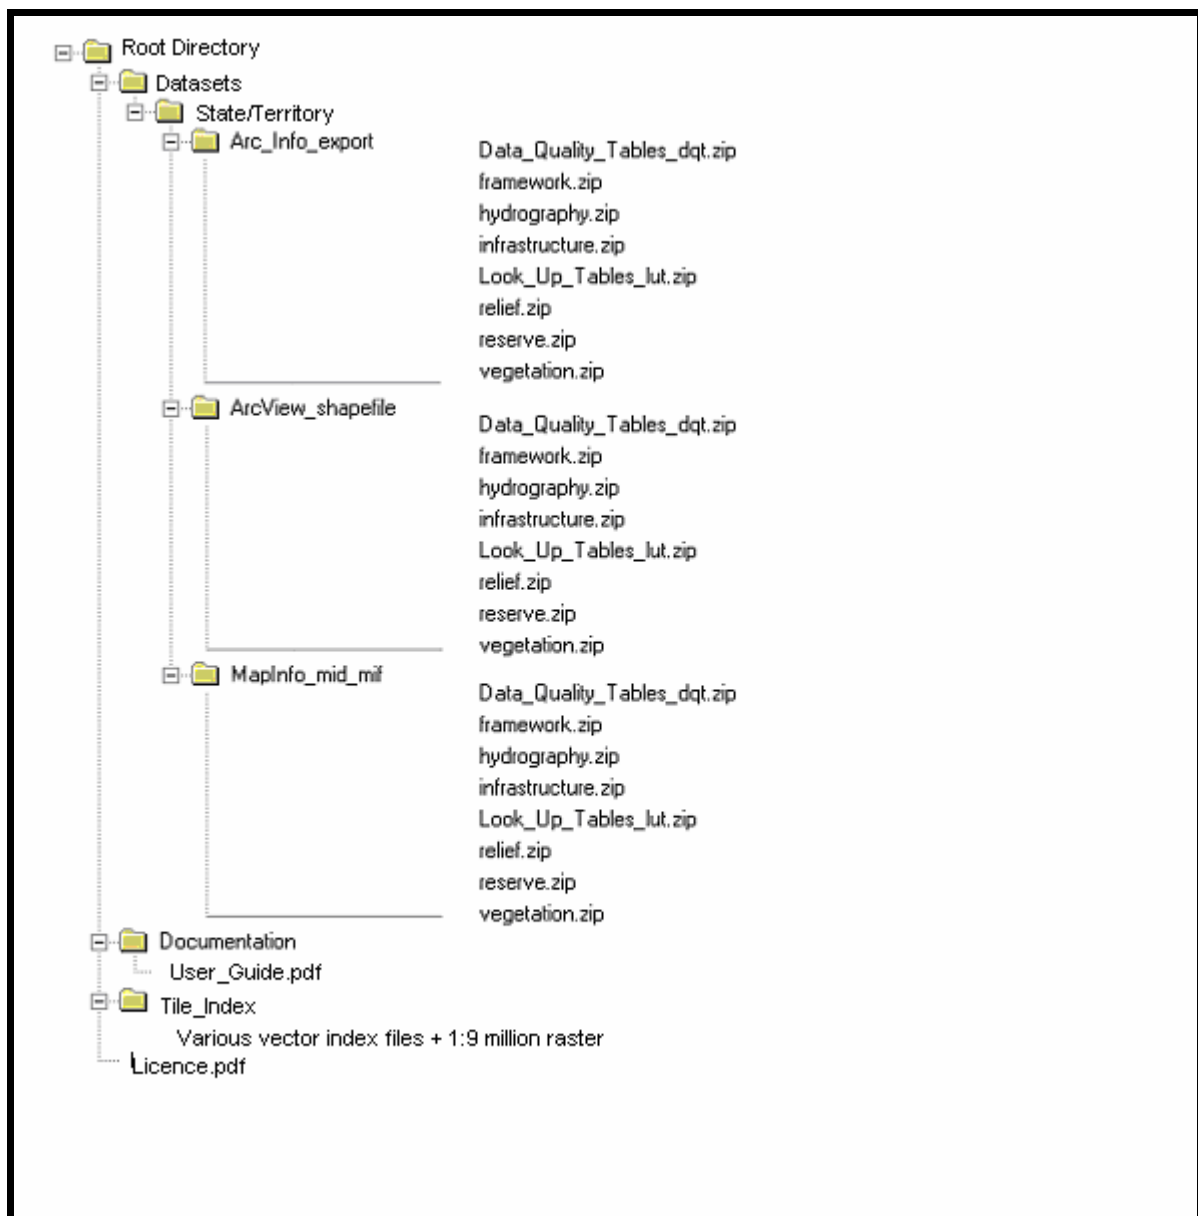 Root Directory
Datasets
State/Territory
Arc_Info_export
Data_Quality_Tables_dqt.zip
framework.zip
hydrography.zip
infrastructure.zip
Look_Up_Tables_lut.zip
relief.zip
reserve.zip
vegetation.zip
ArcView_shapefile
Data_Quality_Tables_dqt.zip
framework.zip
hydrography.zip
infrastructure.zip
Look_Up_Tables_lut.zip
relief.zip
reserve.zip
vegetation.zip
MapInfo_mid_mif
Data_Quality_Tables_dqt.zip
framework.zip
hydrography.zip
infrastructure.zip
Look_Up_Tables_lut.zip
relief.zip
reserve.zip
vegetation.zip
Documentation
User_Guide.pdf
Tile_Index
Various vector index files + 1:9 million raster
Licence.pdf